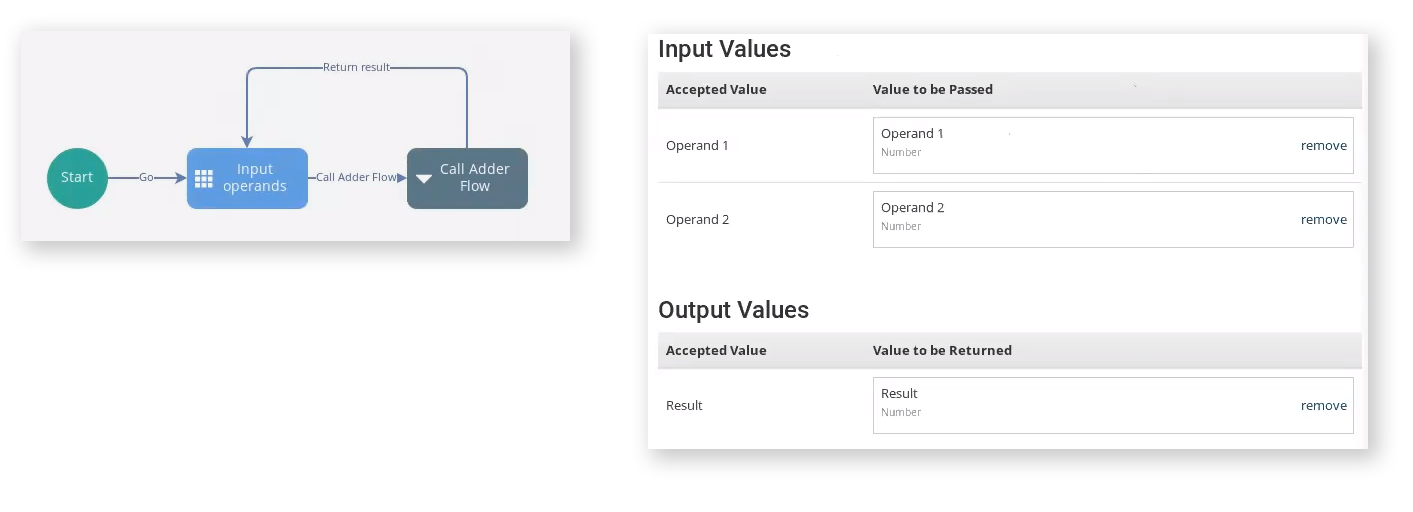 Return result
Start
Go
Input
operands
Call Adder Flow
Call Adder
Flow
Input Values
Accepted Value Value to be Passed
Operand 1
Operand 1
Number
remove
Operand 2
Operand 2
Number
remove
Output Values
Accepted Value Value to be Returned
Result
Result
Number
remove